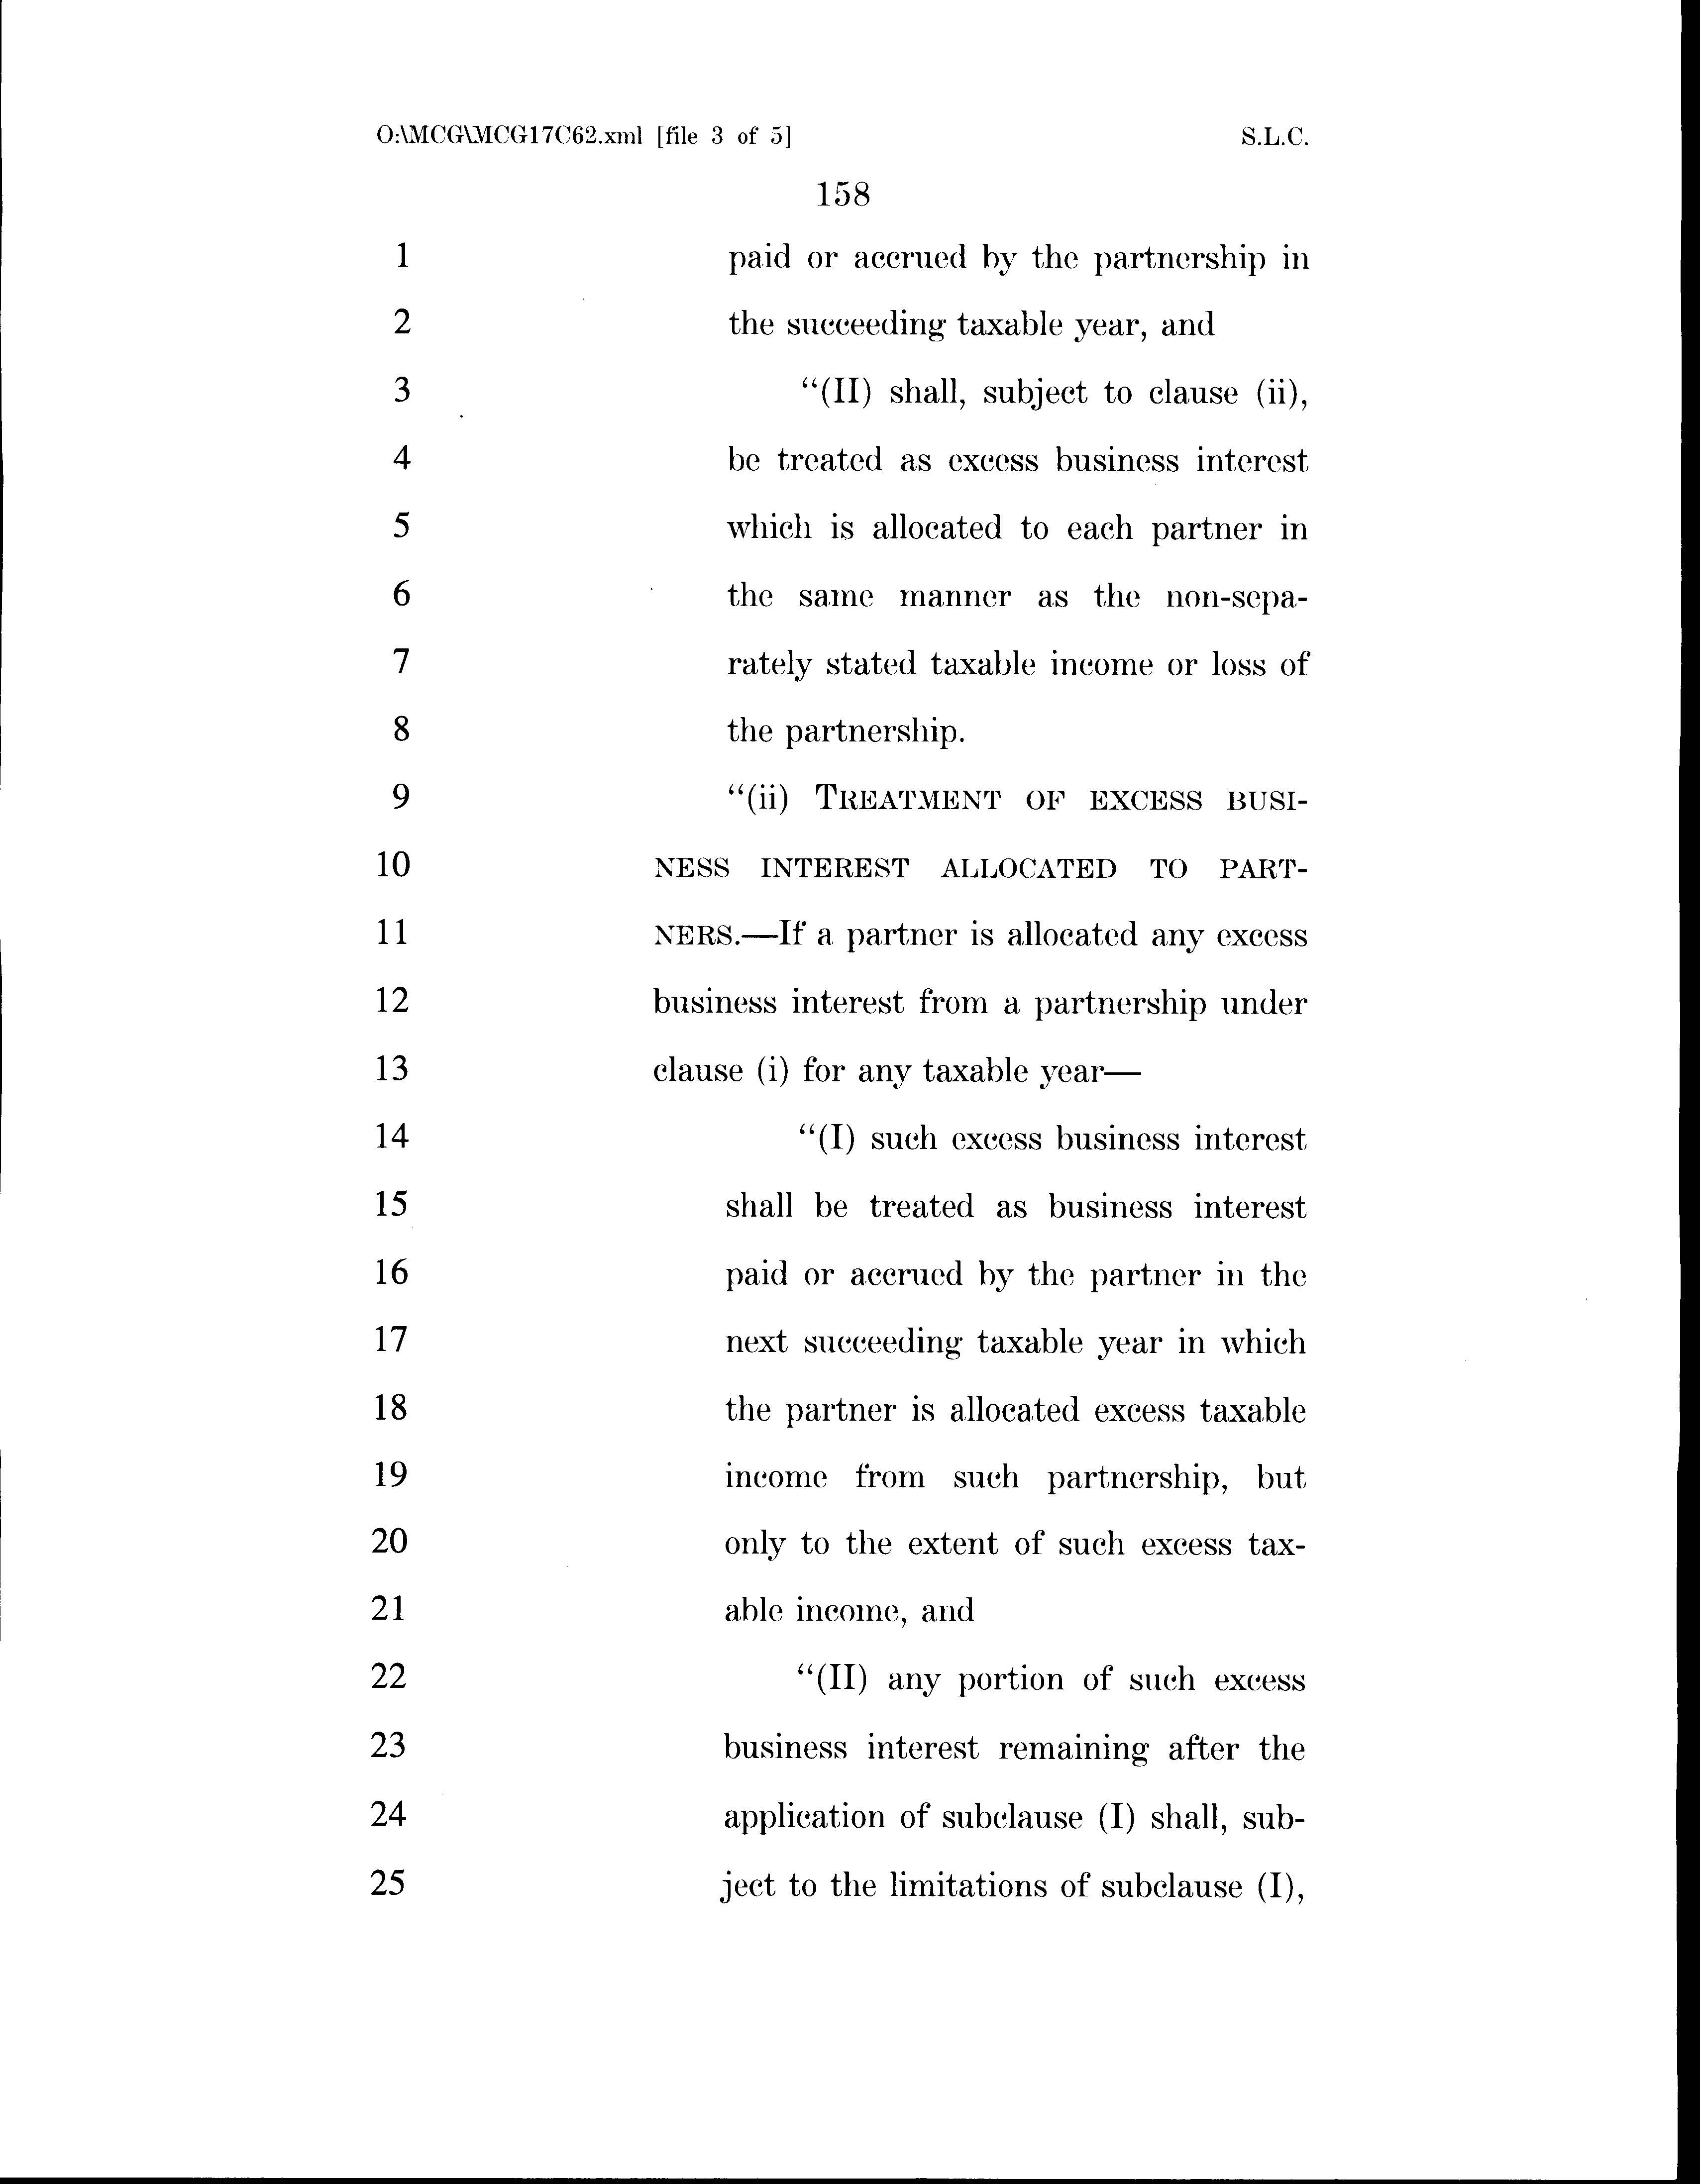 O:\MCG\MCG17C62.xml [file 3 of 5] S.L.C.
158
1 paid or accrued by the partnership in
2 the succeeding taxable year, and
3 “(II) shall, subject to clause (ii),
4 be treated as excess business interest
5 which is allocated to each partner in
6 the same manner as the non-sepa-
7 rately stated taxable income or loss of
8 the partnership.
9 “(ii) TREATMENT OF EXCESS BUSI-
10 NESS INTEREST ALLOCATED TO PART-
11 NERS.—If a partner is allocated any excess
12 business interest from a partnership under
13 clause (i) for any taxable year—
14 “(I) such excess business interest
15 shall be treated as business interest
16 paid or accrued by the partner in the
17 next succeeding taxable year in which
18 the partner is allocated excess taxable
19 income from such partnership, but
20 only to the extent of such excess tax-
21 able income, and
22 “(II) any portion of such excess
23 business interest remaining after the
24 application of subclause (I) shall, sub-
25 ject to the limitations of subclause (I),